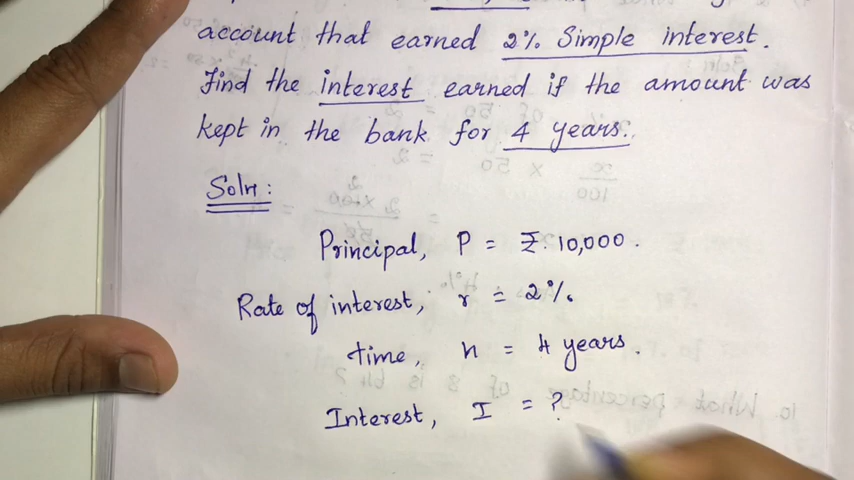 account that earned 2% Simple interest.
Find the interest earned if the amount was
kept in the bank for 4 years.
Soln:
Principal, P = ₹. 10,000.
Rate of interest, r = 2%.
time, n = 4 years.
Interest, I = ?